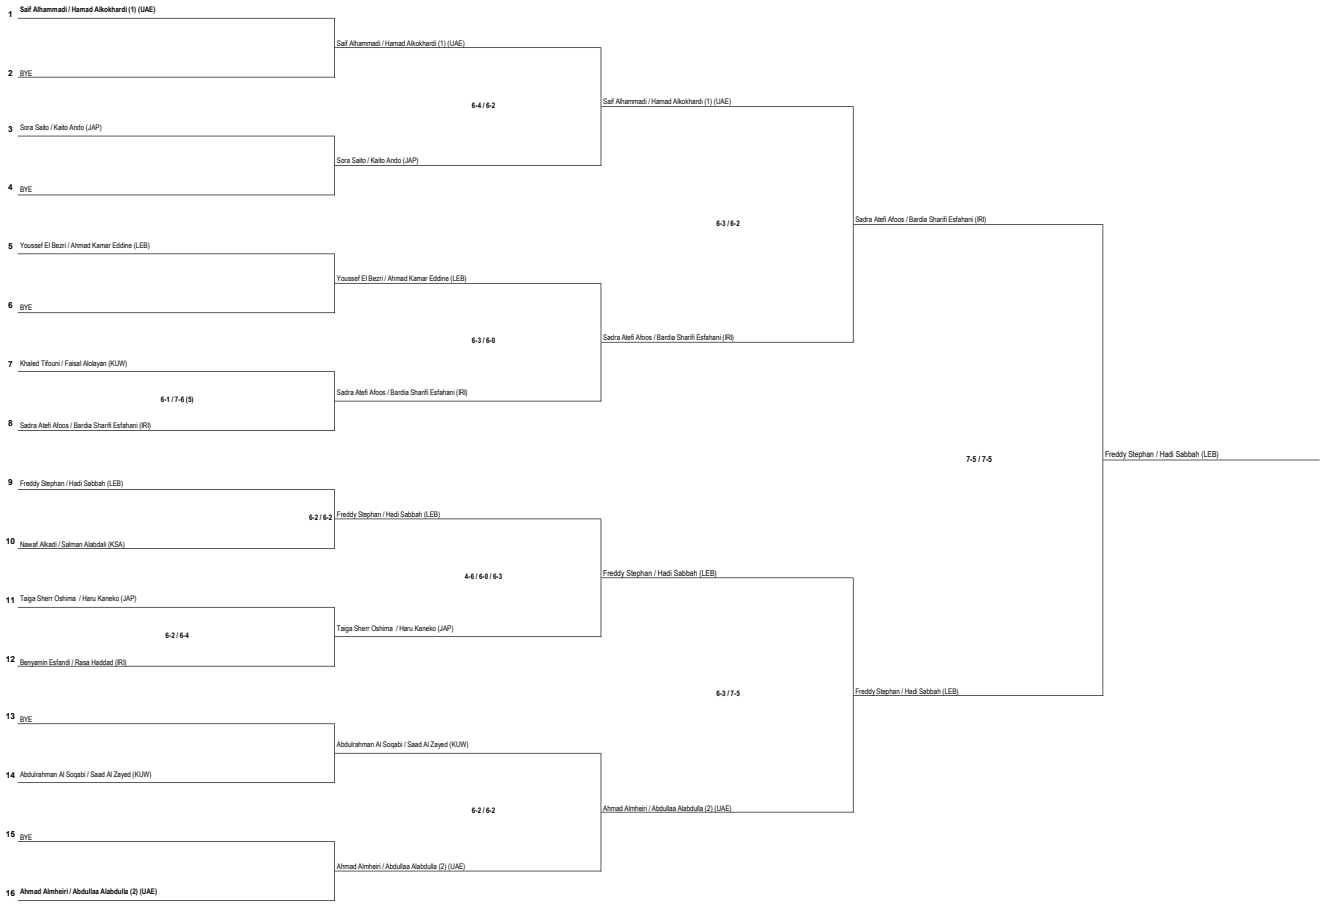 1 Saif Alhammadi / Hamad Alkokhardi (1) (UAE)
Saif Alhammadi / Hamad Alkokhardi (1) (UAE)
2 BYE
6-4 / 6-2
Saif Alhammadi / Hamad Alkokhardi (1) (UAE)
3 Sora Saito / Kaito Ando (JAP)
Sora Saito / Kaito Ando (JAP)
4 BYE
6-3 / 6-2
Sadra Atefi Afoos / Bardia Sharifi Esfahani (IRI)
5 Youssef El Bezri / Ahmad Kamar Eddine (LEB)
Youssef El Bezri / Ahmad Kamar Eddine (LEB)
6 BYE
6-3 / 6-0
Sadra Atefi Afoos / Bardia Sharifi Esfahani (IRI)
7 Khaled Tifouni / Faisal Alolayan (KUW)
6-1 / 7-6 (5)
Sadra Atefi Afoos / Bardia Sharifi Esfahani (IRI)
8 Sadra Atefi Afoos / Bardia Sharifi Esfahani (IRI)
7-5 / 7-5
Freddy Stephan / Hadi Sabbah (LEB)
9 Freddy Stephan / Hadi Sabbah (LEB)
6-2 / 6-2
Freddy Stephan / Hadi Sabbah (LEB)
10 Nawaf Alkadi / Salman Alabdali (KSA)
4-6 / 6-0 / 6-3
Freddy Stephan / Hadi Sabbah (LEB)
11 Taiga Sherr Oshima / Haru Kaneko (JAP)
6-2 / 6-4
Taiga Sherr Oshima / Haru Kaneko (JAP)
12 Benyamin Esfandi / Rasa Haddad (IRI)
6-3 / 7-5
Freddy Stephan / Hadi Sabbah (LEB)
13 BYE
Abdulrahman Al Soqabi / Saad Al Zayed (KUW)
14 Abdulrahman Al Soqabi / Saad Al Zayed (KUW)
6-2 / 6-2
Ahmad Almheiri / Abdullaa Alabdulla (2) (UAE)
15 BYE
Ahmad Almheiri / Abdullaa Alabdulla (2) (UAE)
16 Ahmad Almheiri / Abdullaa Alabdulla (2) (UAE)